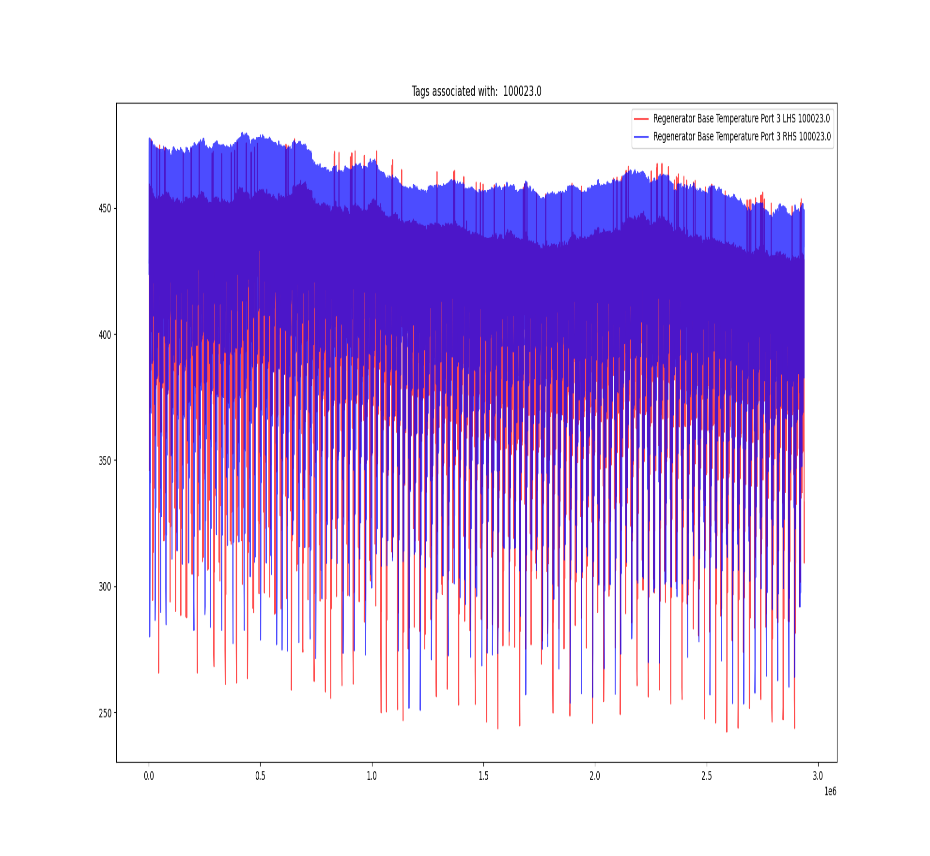 Tags associated with: 100023.0
Regenerator Base Temperature Port 3 LHS 100023.0
Regenerator Base Temperature Port 3 RHS 100023.0
450
400
350
300
250
0.0 0.5 1.0 1.5 2.0 2.5 3.0
1e6